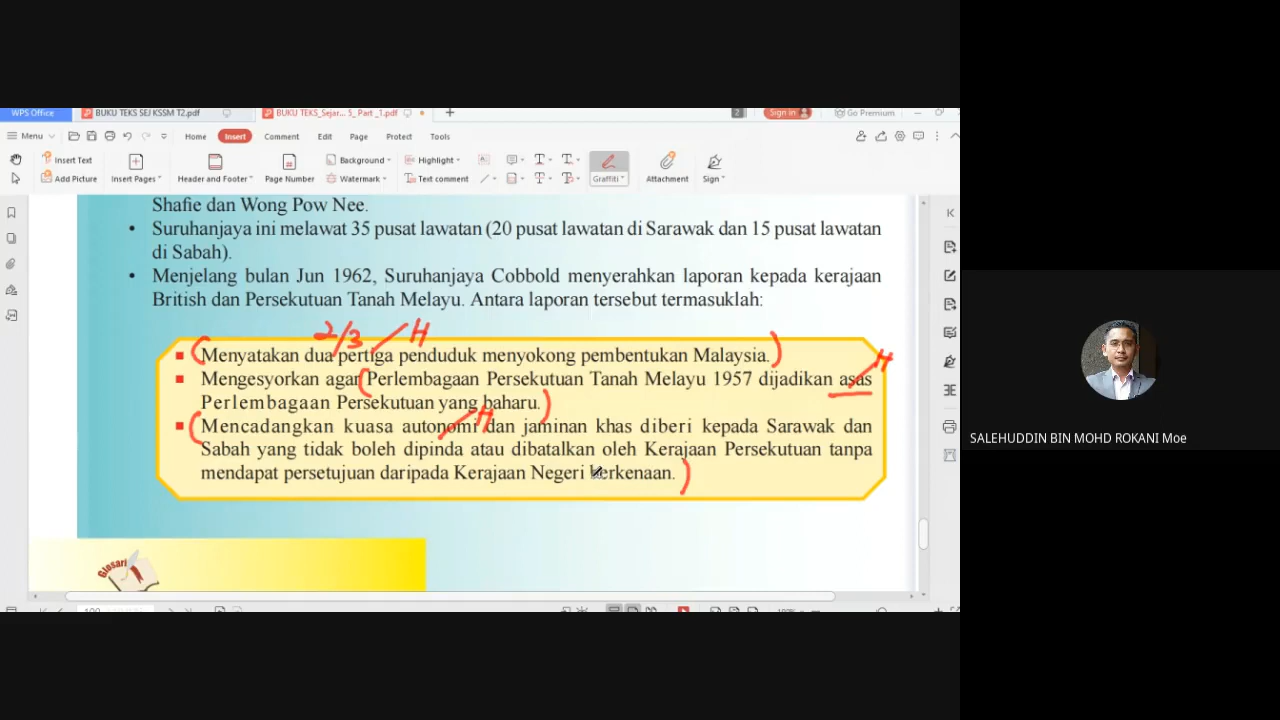 WPS Office
BUKU TEKS SEJ KSSM T2.pdf
BUKU TEKS_Sejar... 5_ Part _1.pdf
+
2
Sign in
Go Premium
Menu
Home
Insert
Comment
Edit
Page
Protect
Tools
Insert Text
Add Picture
Insert Pages
Header and Footer
Page Number
Background
Watermark
Highlight
Text comment
Graffiti
Attachment
Sign
Shafie dan Wong Pow Nee.
• Suruhanjaya ini melawat 35 pusat lawatan (20 pusat lawatan di Sarawak dan 15 pusat lawatan
di Sabah).
• Menjelang bulan Jun 1962, Suruhanjaya Cobbold menyerahkan laporan kepada kerajaan
British dan Persekutuan Tanah Melayu. Antara laporan tersebut termasuklah:
2/3 / H
( Menyatakan dua pertiga penduduk menyokong pembentukan Malaysia. )
H
Mengesyorkan agar (Perlembagaan Persekutuan Tanah Melayu 1957 dijadikan asas
Perlembagaan Persekutuan yang baharu. )
H
( Mencadangkan kuasa autonomi dan jaminan khas diberi kepada Sarawak dan
Sabah yang tidak boleh dipinda atau dibatalkan oleh Kerajaan Persekutuan tanpa
mendapat persetujuan daripada Kerajaan Negeri berkenaan. )
Glosari
SALEHUDDIN BIN MOHD ROKANI Moe